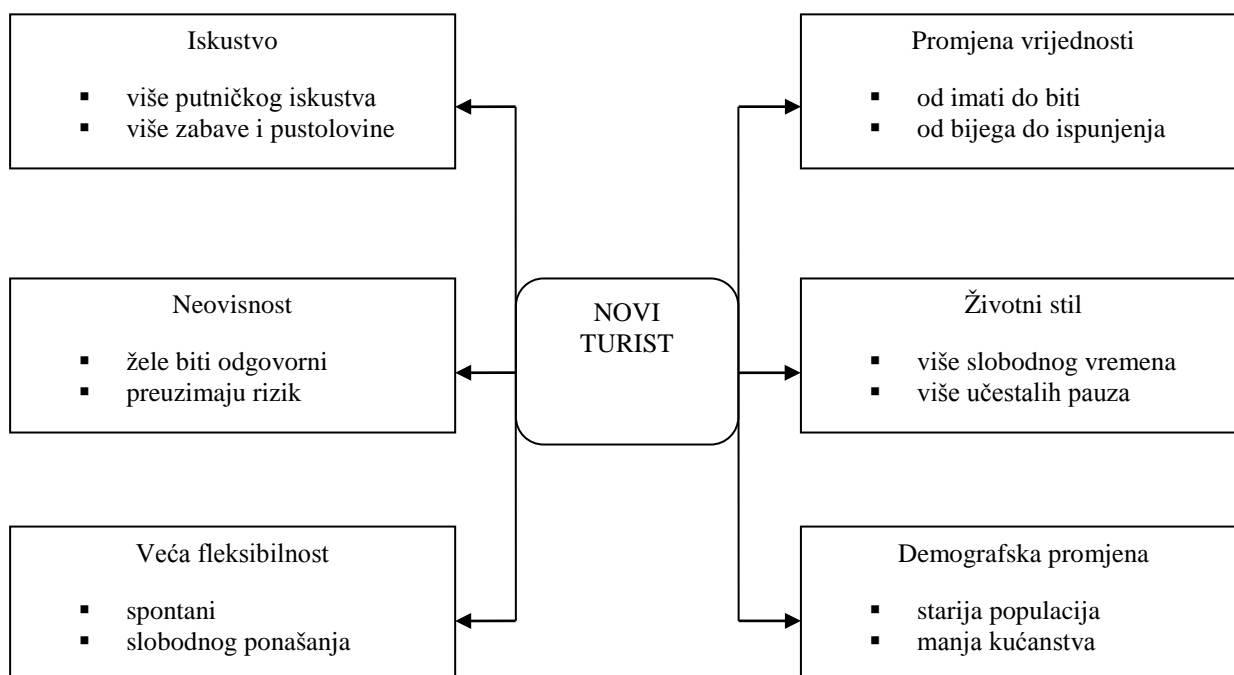 Iskustvo
▪ više putničkog iskustva
▪ više zabave i pustolovine
Promjena vrijednosti
▪ od imati do biti
▪ od bijega do ispunjenja
Neovisnost
▪ žele biti odgovorni
▪ preuzimaju rizik
NOVI
TURIST
Životni stil
▪ više slobodnog vremena
▪ više učestalih pauza
Veća fleksibilnost
▪ spontani
▪ slobodnog ponašanja
Demografska promjena
▪ starija populacija
▪ manja kućanstva